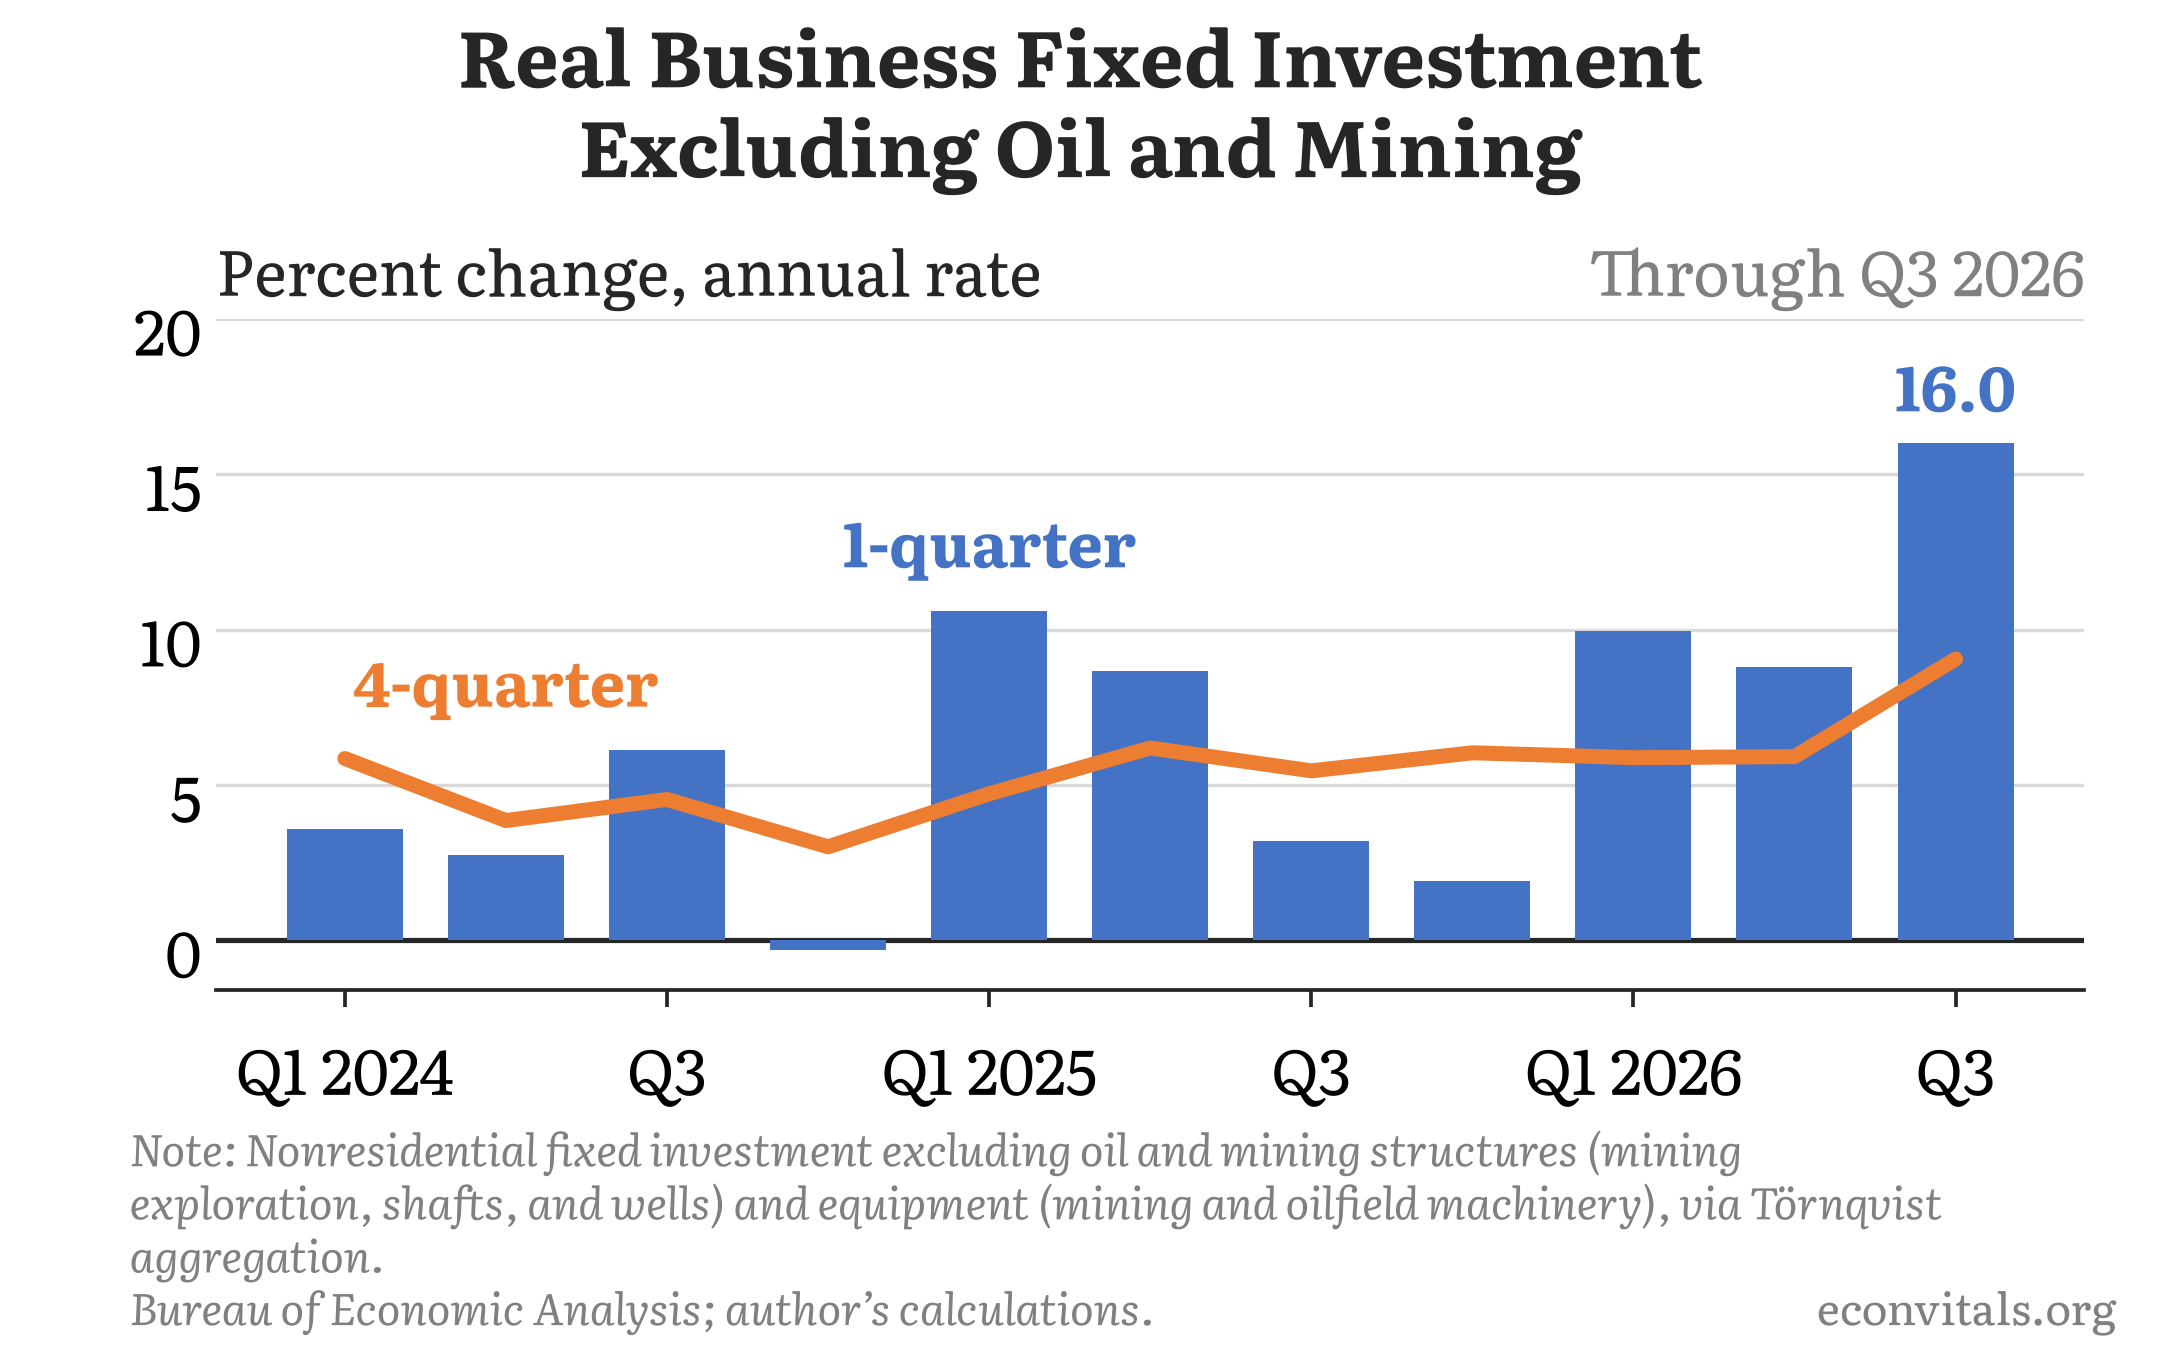 Real Business Fixed Investment
Excluding Oil and Mining
Percent change, annual rate
Through Q3 2026
20
15
10
5
0
16.0
1-quarter
4-quarter
Q1 2024
Q3
Q1 2025
Q3
Q1 2026
Q3
Note: Nonresidential fixed investment excluding oil and mining structures (mining
exploration, shafts, and wells) and equipment (mining and oilfield machinery), via Törnqvist
aggregation.
Bureau of Economic Analysis; author’s calculations.
econvitals.org